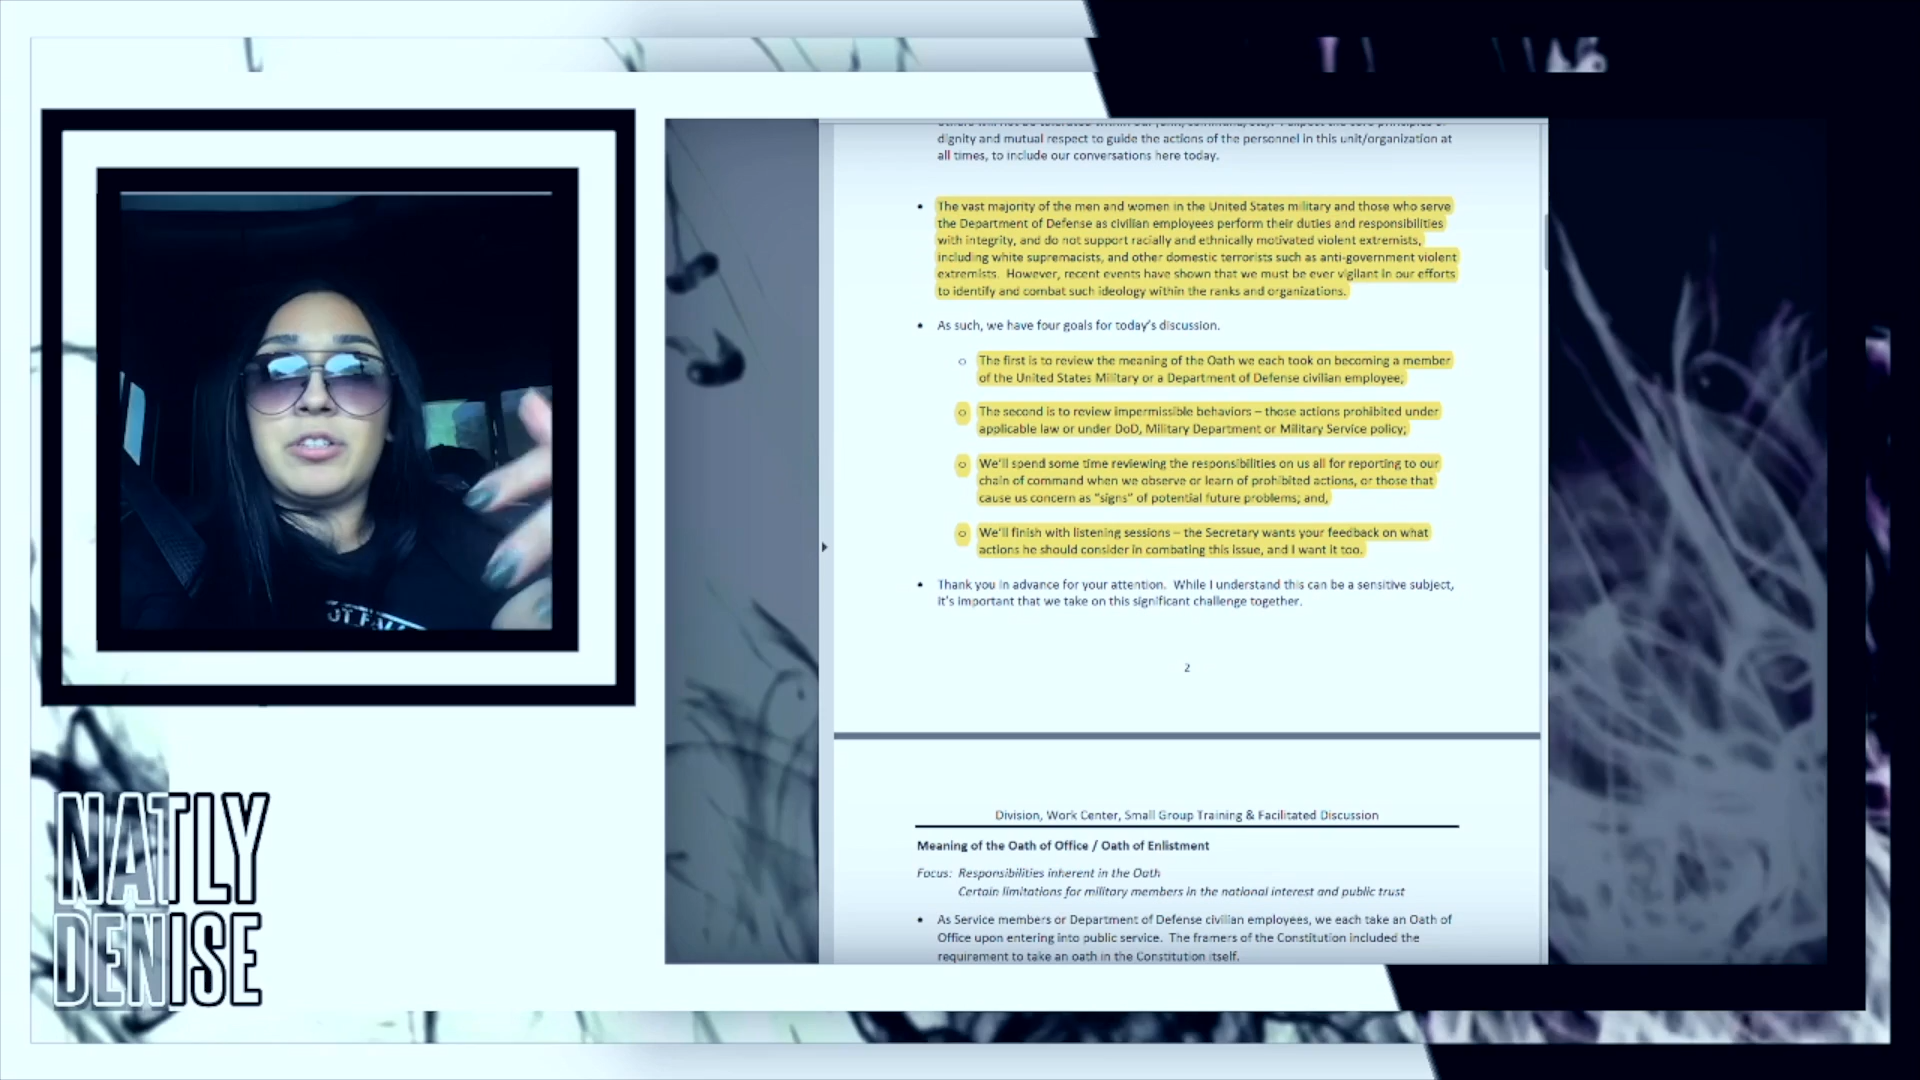 dignity and mutual respect to guide the actions of the personnel in this unit/organization at
all times, to include our conversations here today.
• The vast majority of the men and women in the United States military and those who serve
the Department of Defense as civilian employees perform their duties and responsibilities
with integrity, and do not support racially and ethnically motivated violent extremists,
including white supremacists, and other domestic terrorists such as anti-government violent
extremists.  However, recent events have shown that we must be ever vigilant in our efforts
to identify and combat such ideology within the ranks and organizations.
• As such, we have four goals for today's discussion.
○ The first is to review the meaning of the Oath we each took on becoming a member
of the United States Military or a Department of Defense civilian employee;
○ The second is to review impermissible behaviors – those actions prohibited under
applicable law or under DoD, Military Department or Military Service policy;
○ We'll spend some time reviewing the responsibilities on us all for reporting to our
chain of command when we observe or learn of prohibited actions, or those that
cause us concern as "signs" of potential future problems; and,
○ We'll finish with listening sessions – the Secretary wants your feedback on what
actions he should consider in combating this issue, and I want it too.
• Thank you in advance for your attention.  While I understand this can be a sensitive subject,
it's important that we take on this significant challenge together.
2
Division, Work Center, Small Group Training & Facilitated Discussion
Meaning of the Oath of Office / Oath of Enlistment
Focus:  Responsibilities inherent in the Oath
Certain limitations for military members in the national interest and public trust
• As Service members or Department of Defense civilian employees, we each take an Oath of
Office upon entering into public service.  The framers of the Constitution included the
requirement to take an oath in the Constitution itself.
NATLY
DENISE